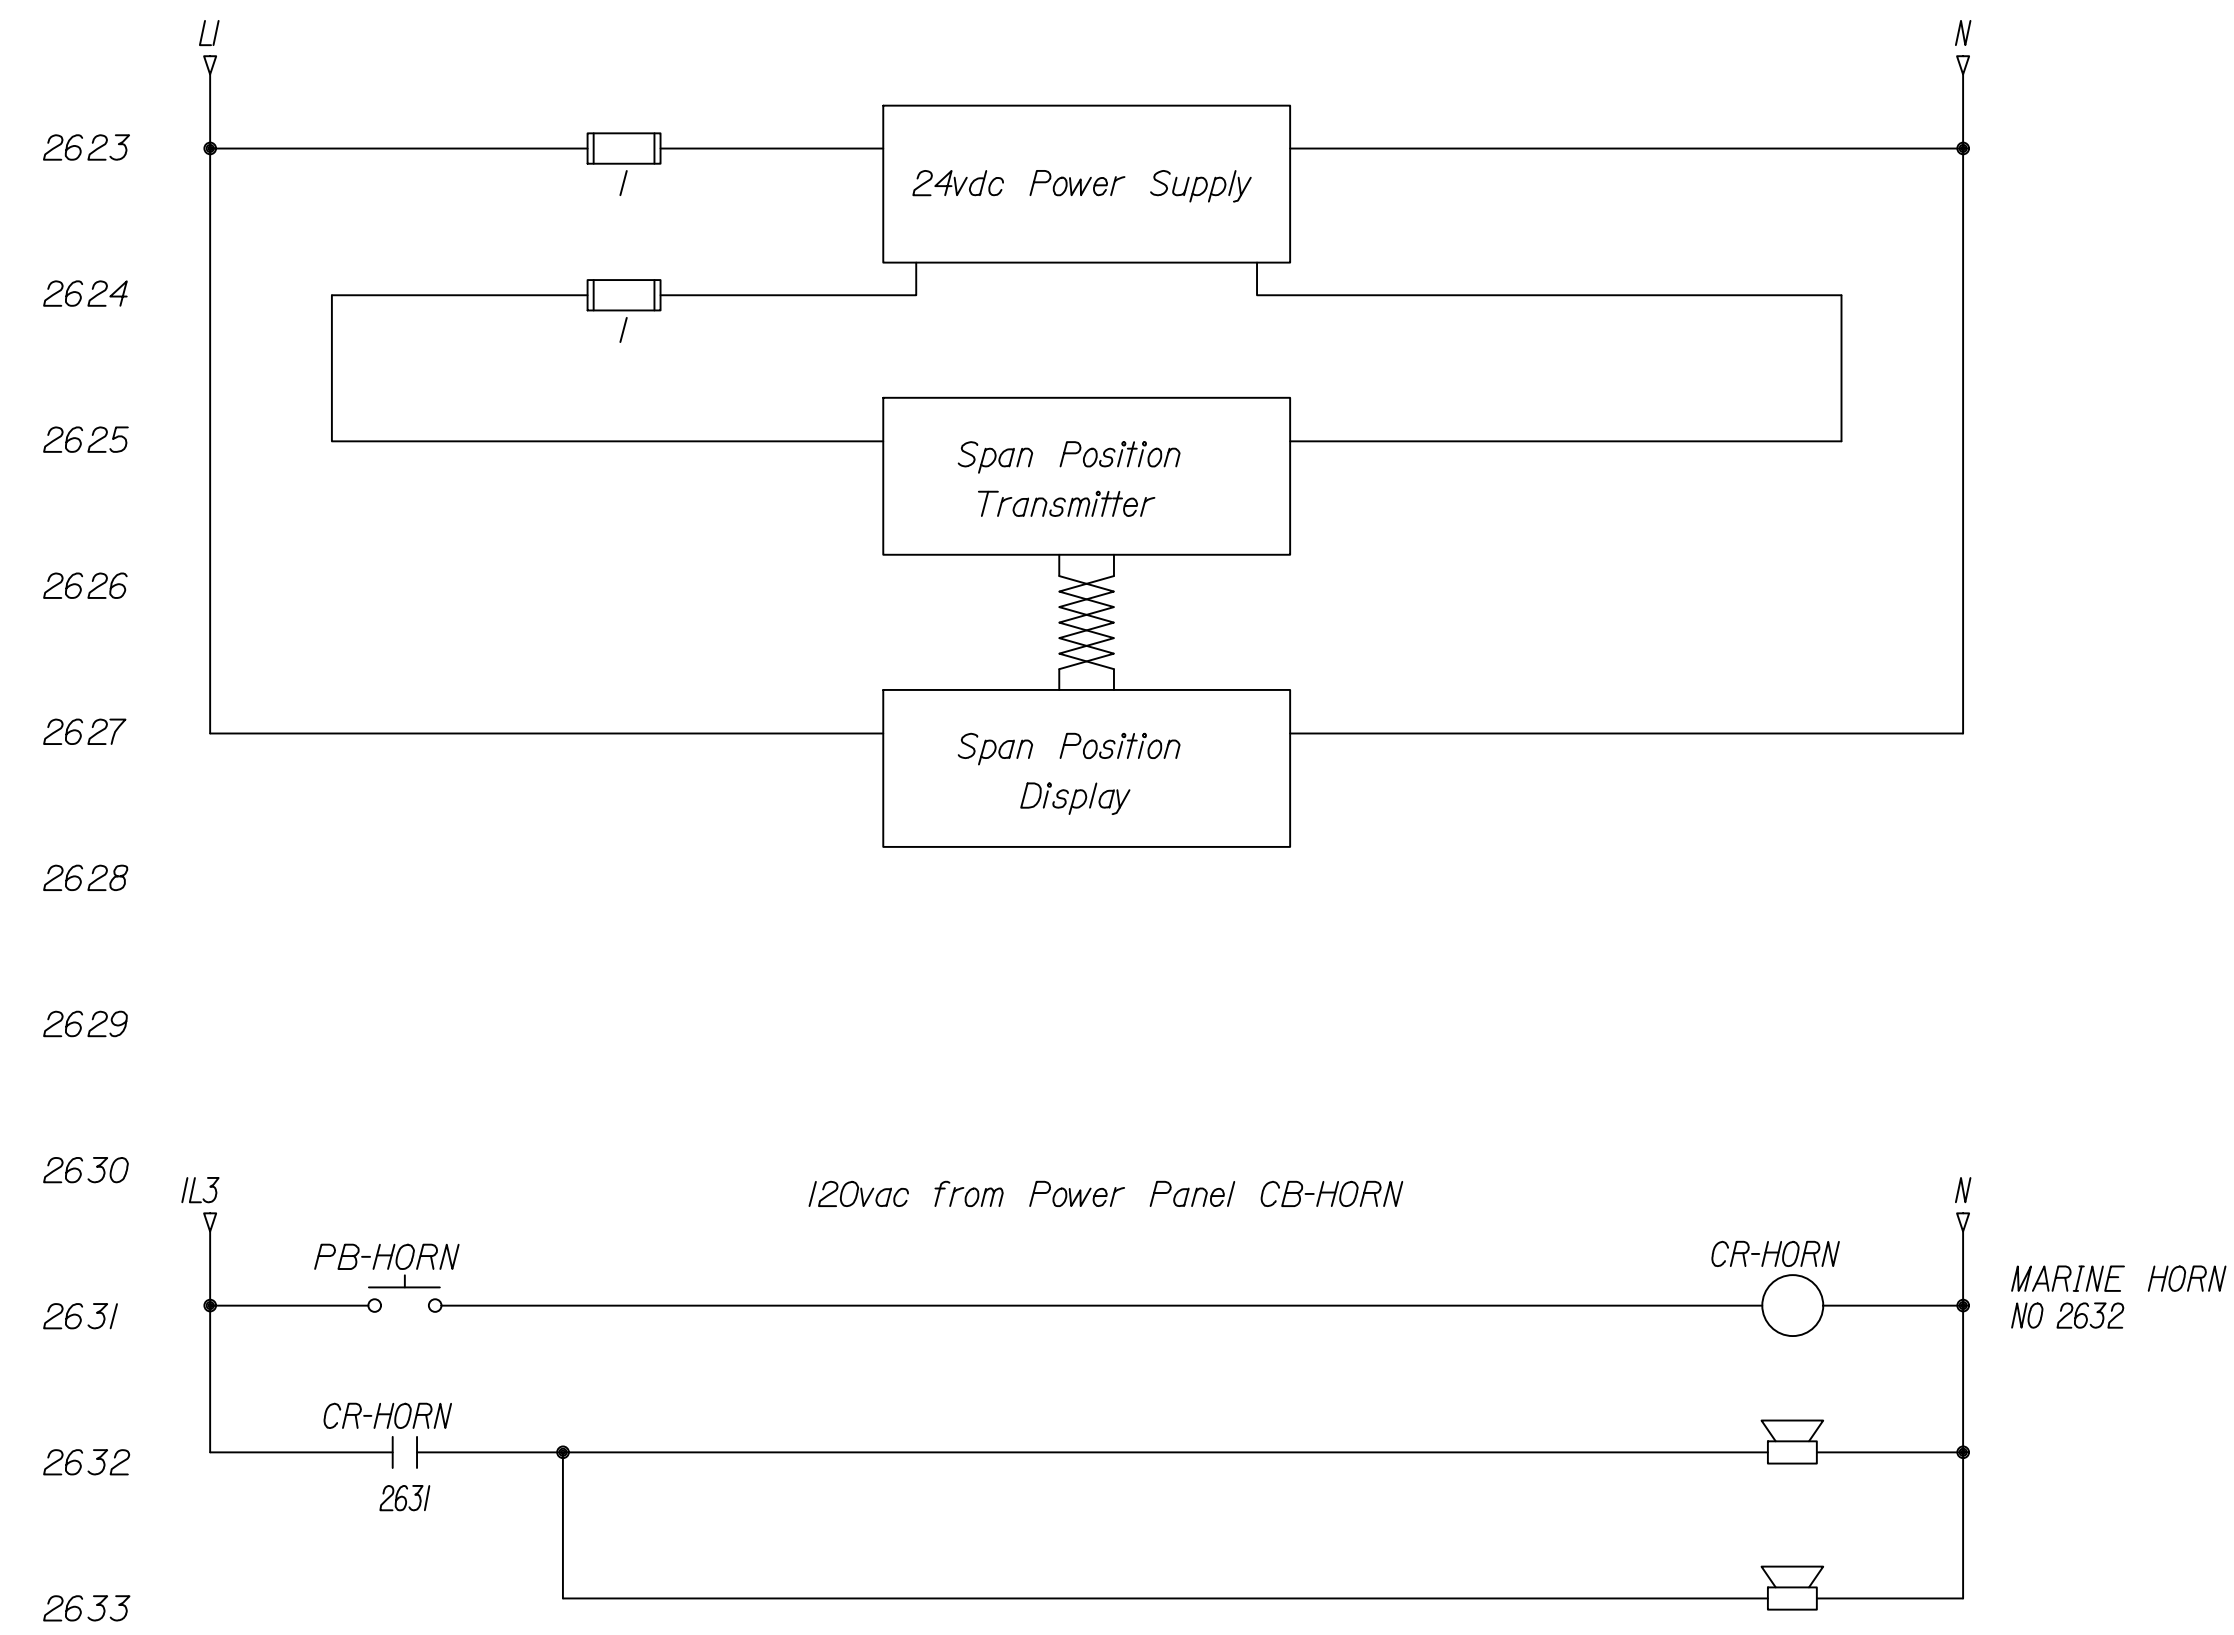 L1
N
2623
24vdc Power Supply
1
2624
1
2625
Span Position
Transmitter
2626
2627
Span Position
Display
2628
2629
2630
1L3
120vac from Power Panel CB-HORN
N
PB-HORN
CR-HORN
MARINE HORN
NO 2632
2631
CR-HORN
2632
2631
2633